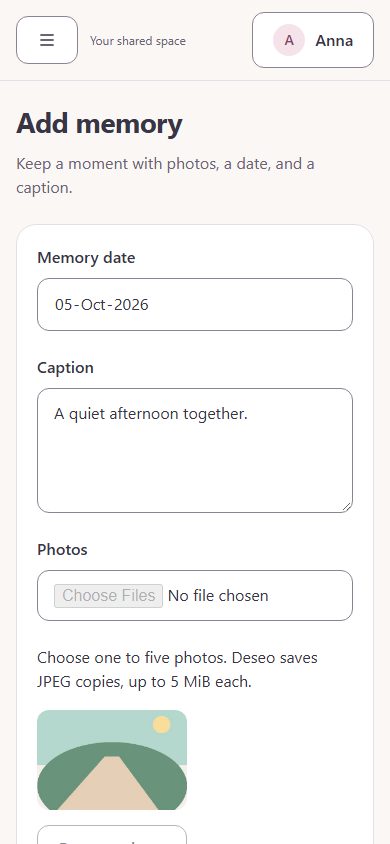 Your shared space
A
Anna
Add memory
Keep a moment with photos, a date, and a
caption.
Memory date
05-Oct-2026
Caption
A quiet afternoon together.
Photos
Choose Files No file chosen
Choose one to five photos. Deseo saves
JPEG copies, up to 5 MiB each.